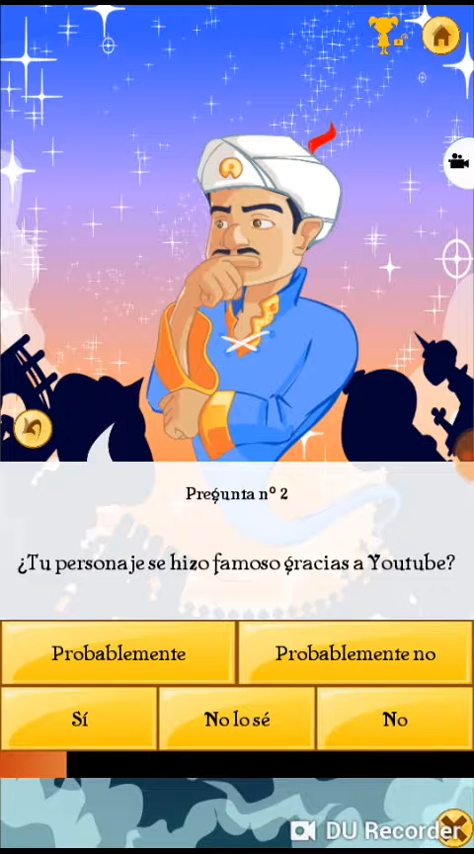 Pregunta nº 2
¿Tu personaje se hizo famoso gracias a Youtube?
Probablemente
Probablemente no
Sí
No lo sé
No
DU Recorder